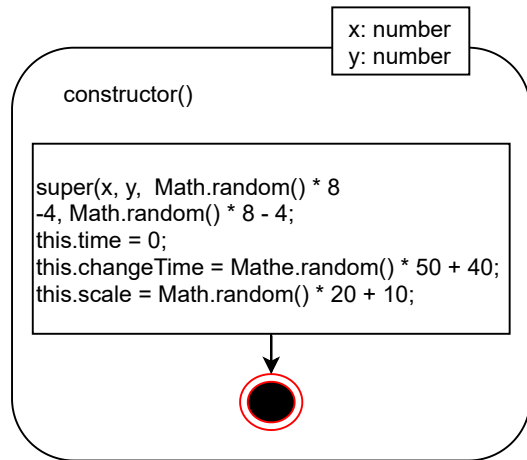 x: number
y: number
constructor()
super(x, y, Math.random() * 8
-4, Math.random() * 8 - 4;
this.time = 0;
this.changeTime = Mathe.random() * 50 + 40;
this.scale = Math.random() * 20 + 10;